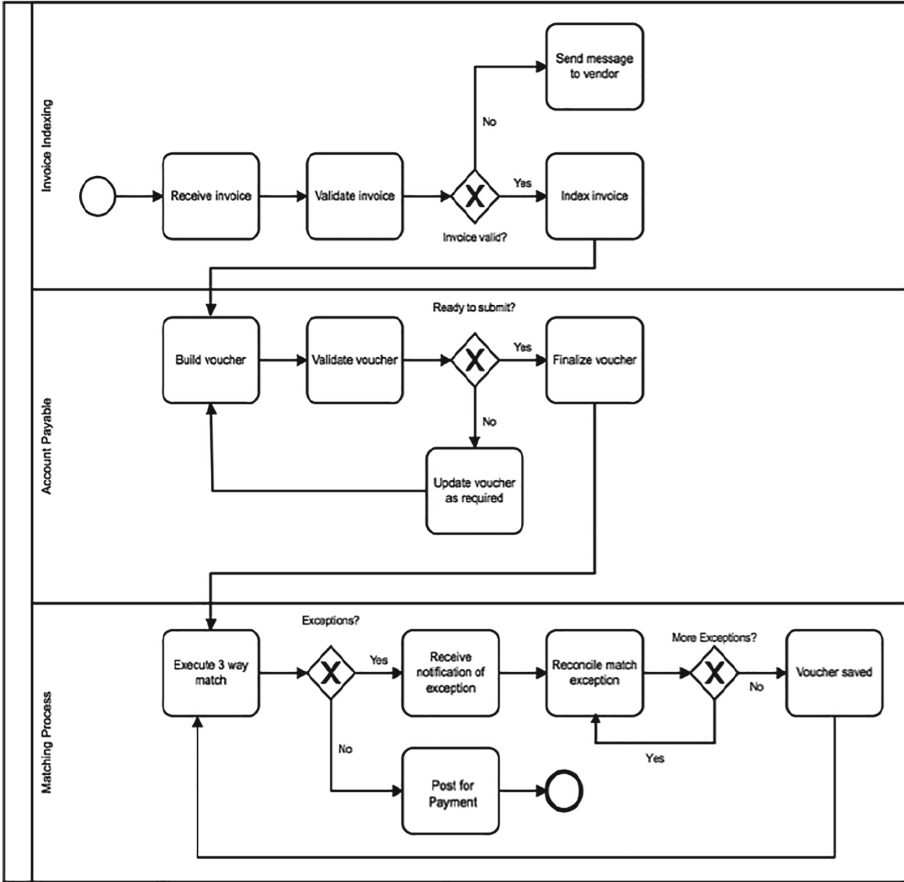 Invoice Indexing
Send message
to vendor
No
Receive invoice
Validate invoice
X
Yes
Index invoice
Invoice valid?
Account Payable
Ready to submit?
Build voucher
Validate voucher
X
Yes
Finalize voucher
No
Update voucher
as required
Matching Process
Exceptions?
More Exceptions?
Execute 3 way
match
X
Yes
Receive
notification of
exception
Reconcile match
exception
X
No
Voucher saved
Yes
No
Post for
Payment